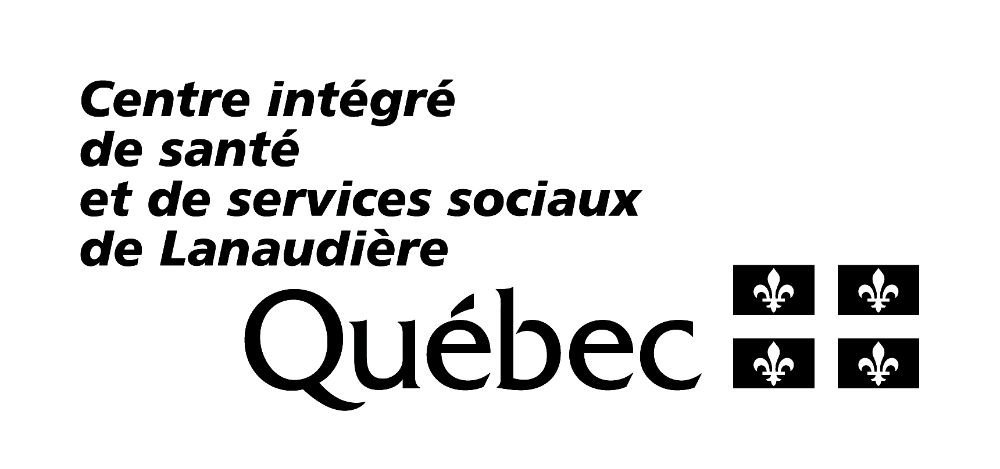 Centre intégré
de santé
et de services sociaux
de Lanaudière
Québec